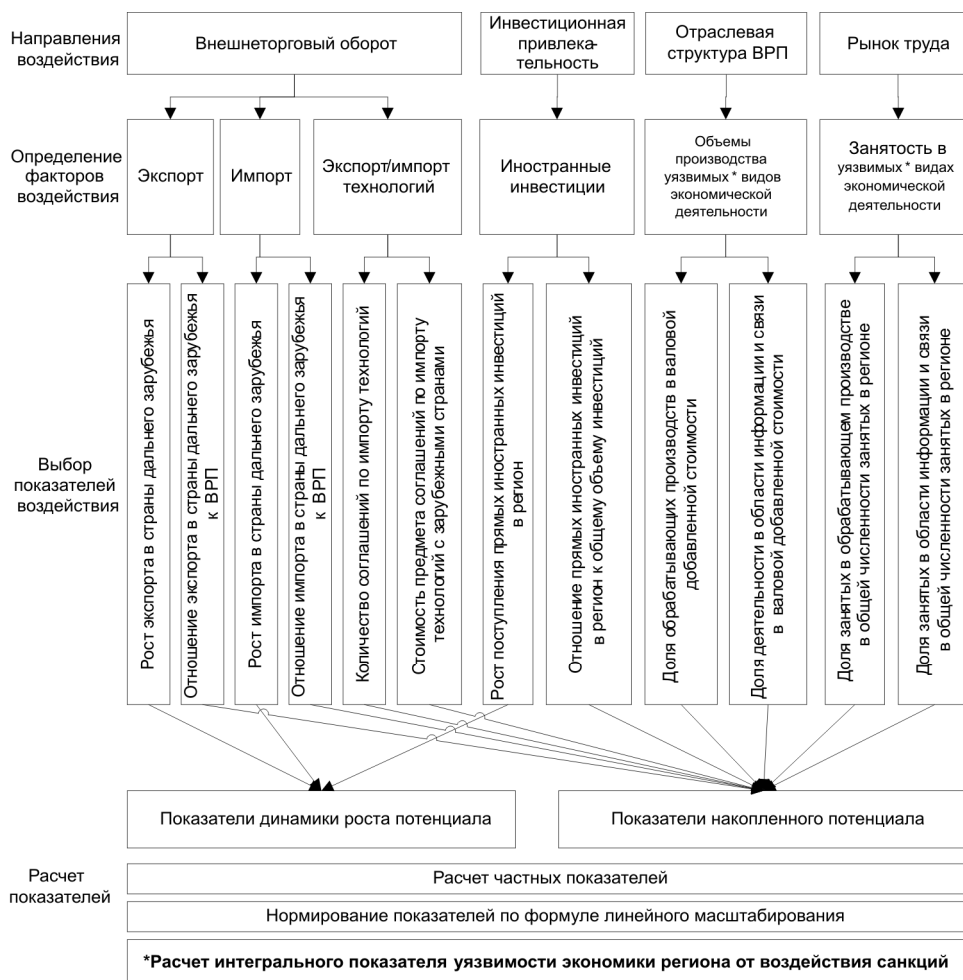 Направления
воздействия
Внешнеторговый оборот
Инвестиционная
привлека-
тельность
Отраслевая
структура ВРП
Рынок труда
Определение
факторов
воздействия
Экспорт
Импорт
Экспорт/импорт
технологий
Иностранные
инвестиции
Объемы
производства
уязвимых * видов
экономической
деятельности
Занятость в
уязвимых * видах
экономической
деятельности
Выбор
показателей
воздействия
Рост экспорта в страны дальнего зарубежья
Отношение экспорта в страны дальнего зарубежья
к ВРП
Рост импорта в страны дальнего зарубежья
Отношение импорта в страны дальнего зарубежья
к ВРП
Количество соглашений по импорту технологий
Стоимость предмета соглашений по импорту
технологий с зарубежными странами
Рост поступления прямых иностранных инвестиций
в регион
Отношение прямых иностранных инвестиций
в регион к общему объему инвестиций
Доля обрабатывающих производств в валовой
добавленной стоимости
Доля деятельности в области информации и связи
в валовой добавленной стоимости
Доля занятых в обрабатывающем производстве
в общей численности занятых в регионе
Доля занятых в области информации и связи
в общей численности занятых в регионе
Показатели динамики роста потенциала
Показатели накопленного потенциала
Расчет
показателей
Расчет частных показателей
Нормирование показателей по формуле линейного масштабирования
*Расчет интегрального показателя уязвимости экономики региона от воздействия санкций